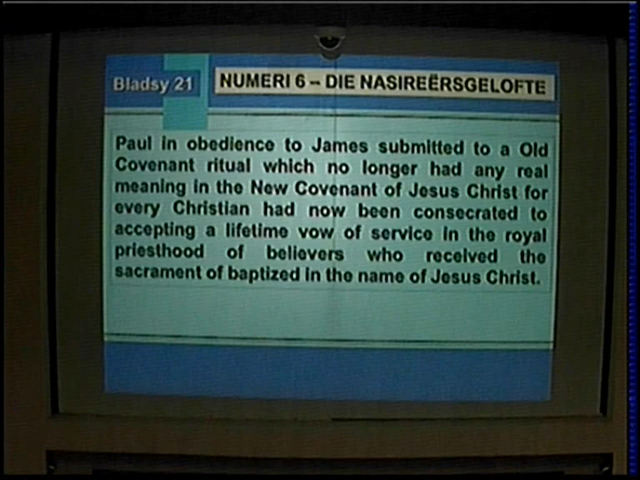 Bladsy 21
NUMERI 6 – DIE NASIREËRSGELOFTE
Paul in obedience to James submitted to a Old
Covenant ritual which no longer had any real
meaning in the New Covenant of Jesus Christ for
every Christian had now been consecrated to
accepting a lifetime vow of service in the royal
priesthood of believers who received the
sacrament of baptized in the name of Jesus Christ.